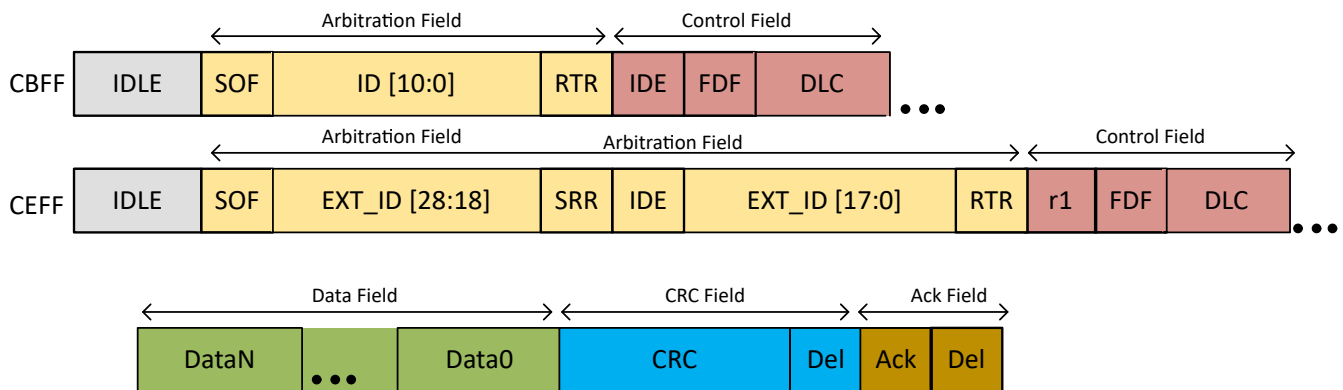 Arbitration Field Control Field
CBFF IDLE SOF ID [10:0] RTR IDE FDF DLC
Arbitration Field Arbitration Field Control Field
CEFF IDLE SOF EXT_ID [28:18] SRR IDE EXT_ID [17:0] RTR r1 FDF DLC
Data Field CRC Field Ack Field
DataN Data0 CRC Del Ack Del